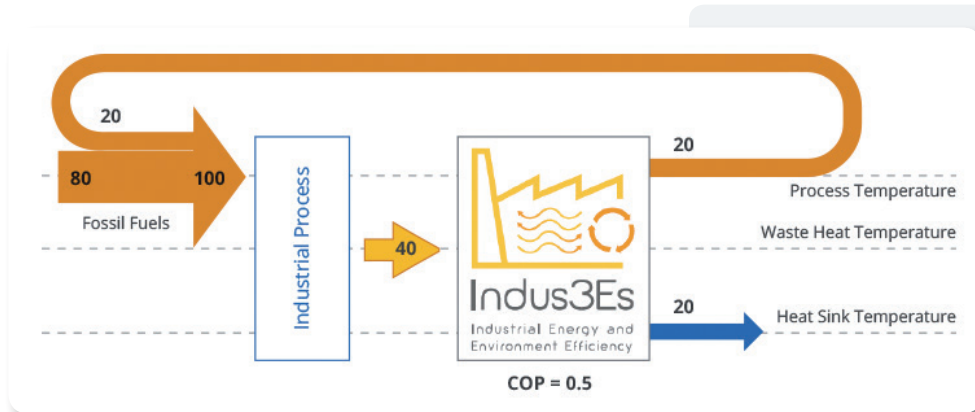 20
20
80
100
Process Temperature
Fossil Fuels
Industrial Process
Waste Heat Temperature
40
Indus3Es
Industrial Energy and
Environment Efficiency
20
Heat Sink Temperature
COP = 0.5